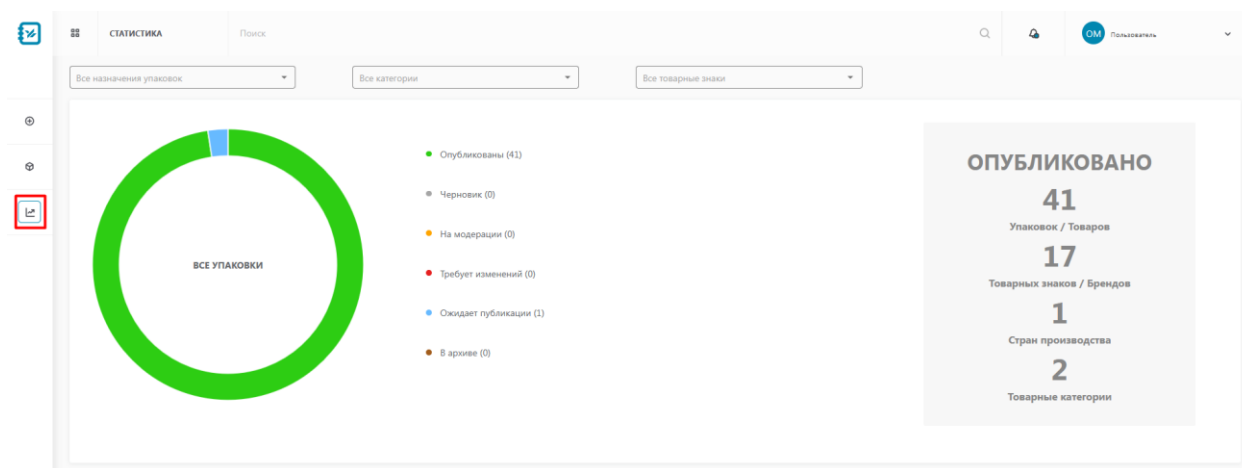 СТАТИСТИКА
Поиск
ОМ
Пользователь
Все назначения упаковок
Все категории
Все товарные знаки
ВСЕ УПАКОВКИ
Опубликованы (41)
Черновик (0)
На модерации (0)
Требует изменений (0)
Ожидает публикации (1)
В архиве (0)
ОПУБЛИКОВАНО
41
Упаковок / Товаров
17
Товарных знаков / Брендов
1
Стран производства
2
Товарные категории